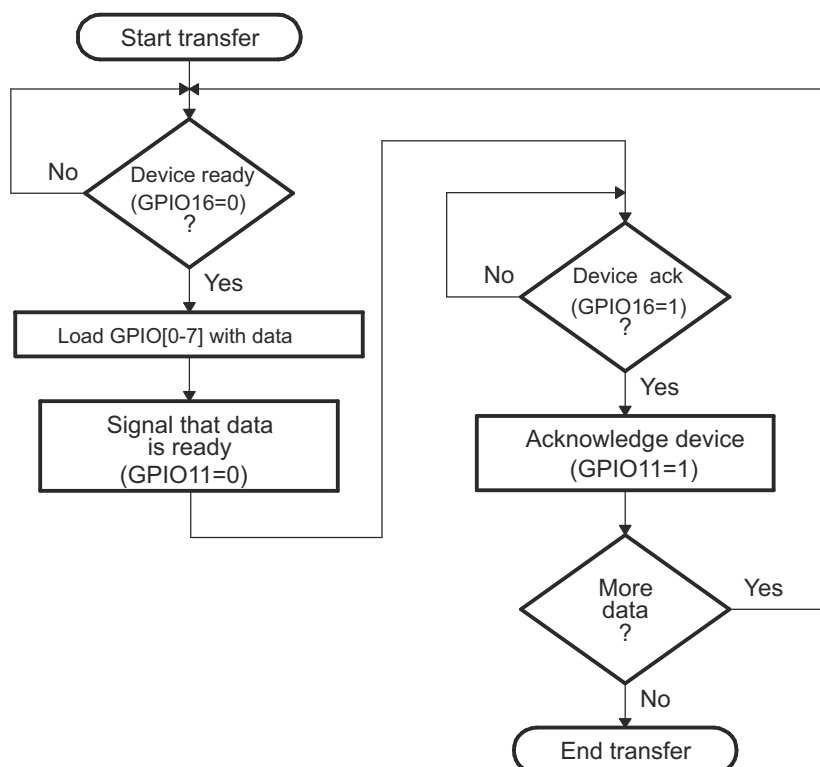 Start transfer
No
Device ready
(GPIO16=0)
?
Yes
Load GPIO[0-7] with data
Signal that data
is ready
(GPIO11=0)
No
Device ack
(GPIO16=1)
?
Yes
Acknowledge device
(GPIO11=1)
More
data
?
Yes
No
End transfer